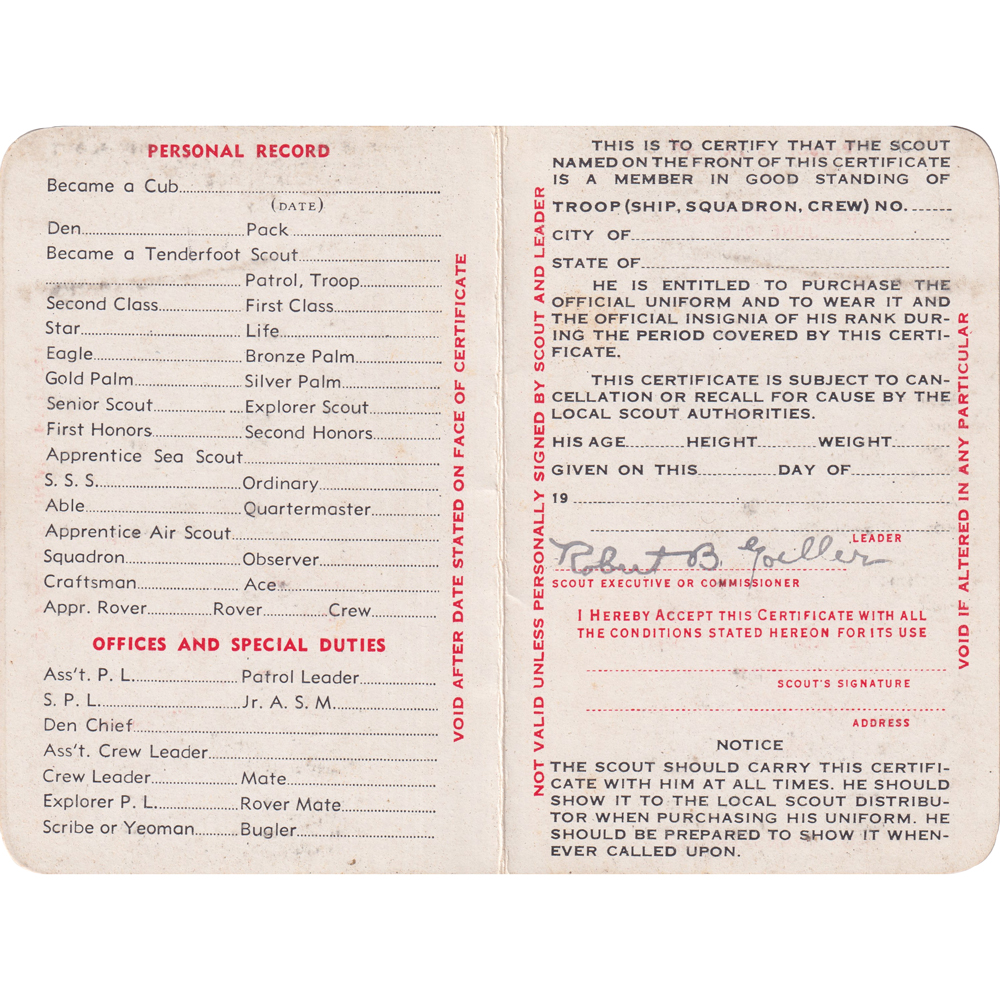 PERSONAL RECORD
Became a Cub
(DATE)
Den Pack
Became a Tenderfoot Scout
Patrol, Troop
Second Class First Class
Star Life
Eagle Bronze Palm
Gold Palm Silver Palm
Senior Scout Explorer Scout
First Honors Second Honors
Apprentice Sea Scout
S. S. S. Ordinary
Able Quartermaster
Apprentice Air Scout
Squadron Observer
Craftsman Ace
Appr. Rover Rover Crew
OFFICES AND SPECIAL DUTIES
Ass't. P. L. Patrol Leader
S. P. L. Jr. A. S. M.
Den Chief
Ass't. Crew Leader
Crew Leader Mate
Explorer P. L. Rover Mate
Scribe or Yeoman Bugler
VOID AFTER DATE STATED ON FACE OF CERTIFICATE
NOT VALID UNLESS PERSONALLY SIGNED BY SCOUT AND LEADER
THIS IS TO CERTIFY THAT THE SCOUT
NAMED ON THE FRONT OF THIS CERTIFICATE
IS A MEMBER IN GOOD STANDING OF
TROOP (SHIP, SQUADRON, CREW) NO.
CITY OF
STATE OF
HE IS ENTITLED TO PURCHASE THE
OFFICIAL UNIFORM AND TO WEAR IT AND
THE OFFICIAL INSIGNIA OF HIS RANK DUR-
ING THE PERIOD COVERED BY THIS CERTI-
FICATE.
THIS CERTIFICATE IS SUBJECT TO CAN-
CELLATION OR RECALL FOR CAUSE BY THE
LOCAL SCOUT AUTHORITIES.
HIS AGE HEIGHT WEIGHT
GIVEN ON THIS DAY OF
19
LEADER
Robert B.
SCOUT EXECUTIVE OR COMMISSIONER
I HEREBY ACCEPT THIS CERTIFICATE WITH ALL
THE CONDITIONS STATED HEREON FOR ITS USE
SCOUT'S SIGNATURE
ADDRESS
NOTICE
THE SCOUT SHOULD CARRY THIS CERTIFI-
CATE WITH HIM AT ALL TIMES. HE SHOULD
SHOW IT TO THE LOCAL SCOUT DISTRIBU-
TOR WHEN PURCHASING HIS UNIFORM. HE
SHOULD BE PREPARED TO SHOW IT WHEN-
EVER CALLED UPON.
VOID IF ALTERED IN ANY PARTICULAR